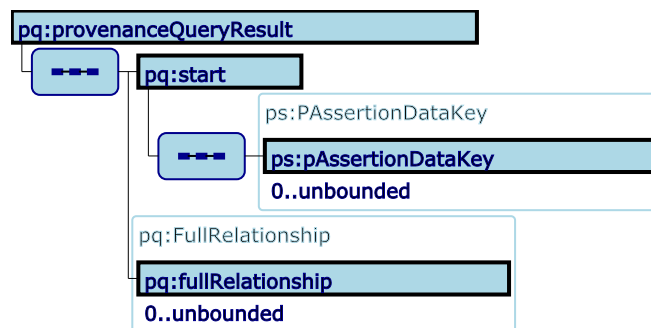 pq:provenanceQueryResult
pq:start
ps:PAssertionDataKey
ps:pAssertionDataKey
0..unbounded
pq:FullRelationship
pq:fullRelationship
0..unbounded